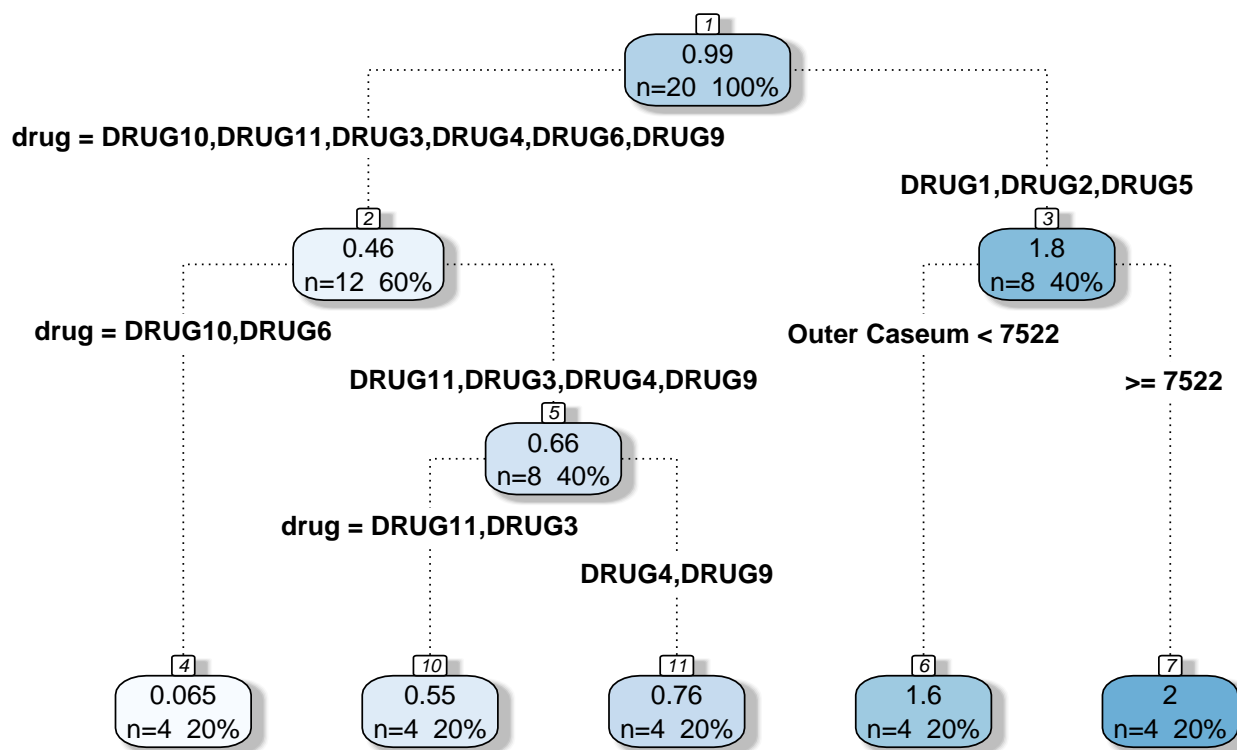 1
0.99
n=20 100%
drug = DRUG10,DRUG11,DRUG3,DRUG4,DRUG6,DRUG9
DRUG1,DRUG2,DRUG5
2
0.46
n=12 60%
3
1.8
n=8 40%
drug = DRUG10,DRUG6
DRUG11,DRUG3,DRUG4,DRUG9
Outer Caseum < 7522
>= 7522
5
0.66
n=8 40%
drug = DRUG11,DRUG3
DRUG4,DRUG9
4
0.065
n=4 20%
10
0.55
n=4 20%
11
0.76
n=4 20%
6
1.6
n=4 20%
7
2
n=4 20%